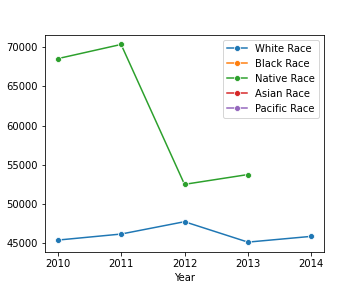 70000
65000
60000
55000
50000
45000
White Race
Black Race
Native Race
Asian Race
Pacific Race
2010 2011 2012 2013 2014
Year